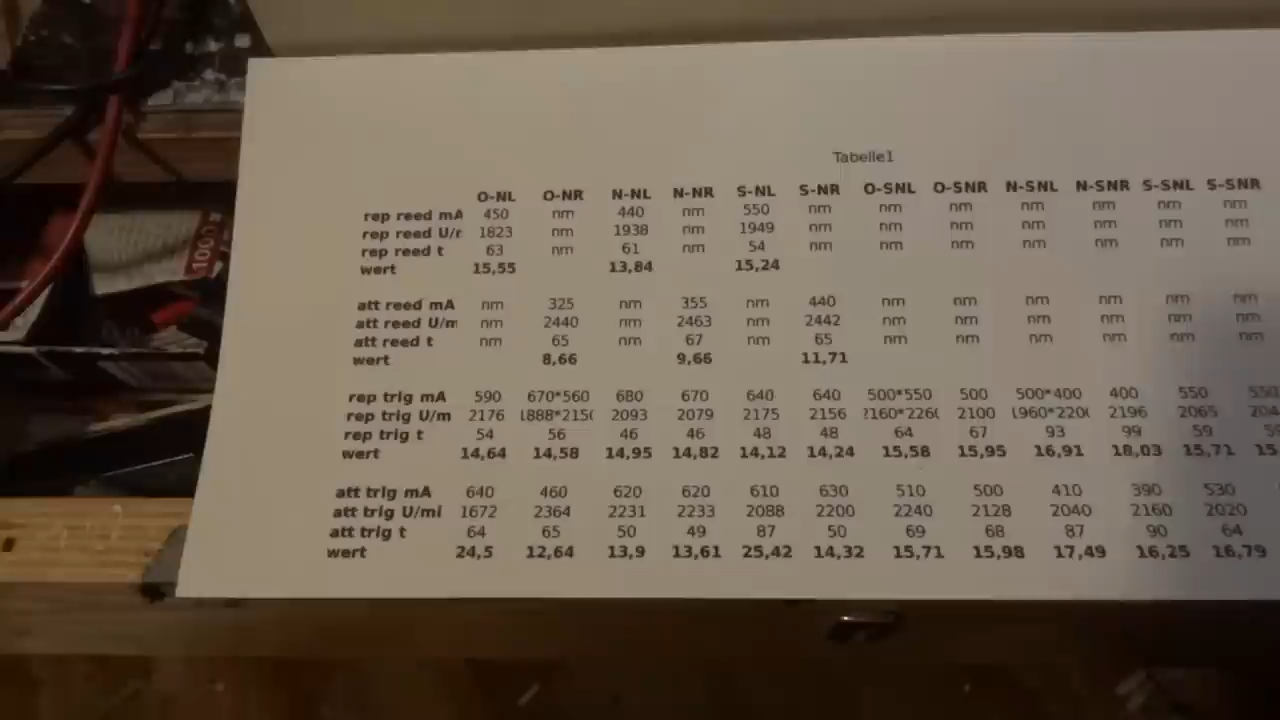 1000
Tabelle1
O-NL O-NR N-NL N-NR S-NL S-NR O-SNL O-SNR N-SNL N-SNR S-SNL S-SNR
rep reed mA 450 nm 440 nm 550 nm nm nm nm nm nm nm
rep reed U/r 1823 nm 1938 nm 1949 nm nm nm nm nm nm nm
rep reed t 63 nm 61 nm 54 nm nm nm nm nm nm nm
wert 15,55 13,84 15,24
att reed mA nm 325 nm 355 nm 440 nm nm nm nm nm nm
att reed U/m nm 2440 nm 2463 nm 2442 nm nm nm nm nm nm
att reed t nm 65 nm 67 nm 65 nm nm nm nm nm nm
wert 8,66 9,66 11,71
rep trig mA 590 670*560 680 670 640 640 500*550 500 500*400 400 550 550
rep trig U/m 2176 1888*215( 2093 2079 2175 2156 2160*226( 2100 1960*220( 2196 2065 204
rep trig t 54 56 46 46 48 48 64 67 93 99 59
wert 14,64 14,58 14,95 14,82 14,12 14,24 15,58 15,95 16,91 18,03 15,71 15
att trig mA 640 460 620 620 610 630 510 500 410 390 530
att trig U/mi 1672 2364 2231 2233 2088 2200 2240 2128 2040 2160 2020
att trig t 64 65 50 49 87 50 69 68 87 90 64
wert 24,5 12,64 13,9 13,61 25,42 14,32 15,71 15,98 17,49 16,25 16,79